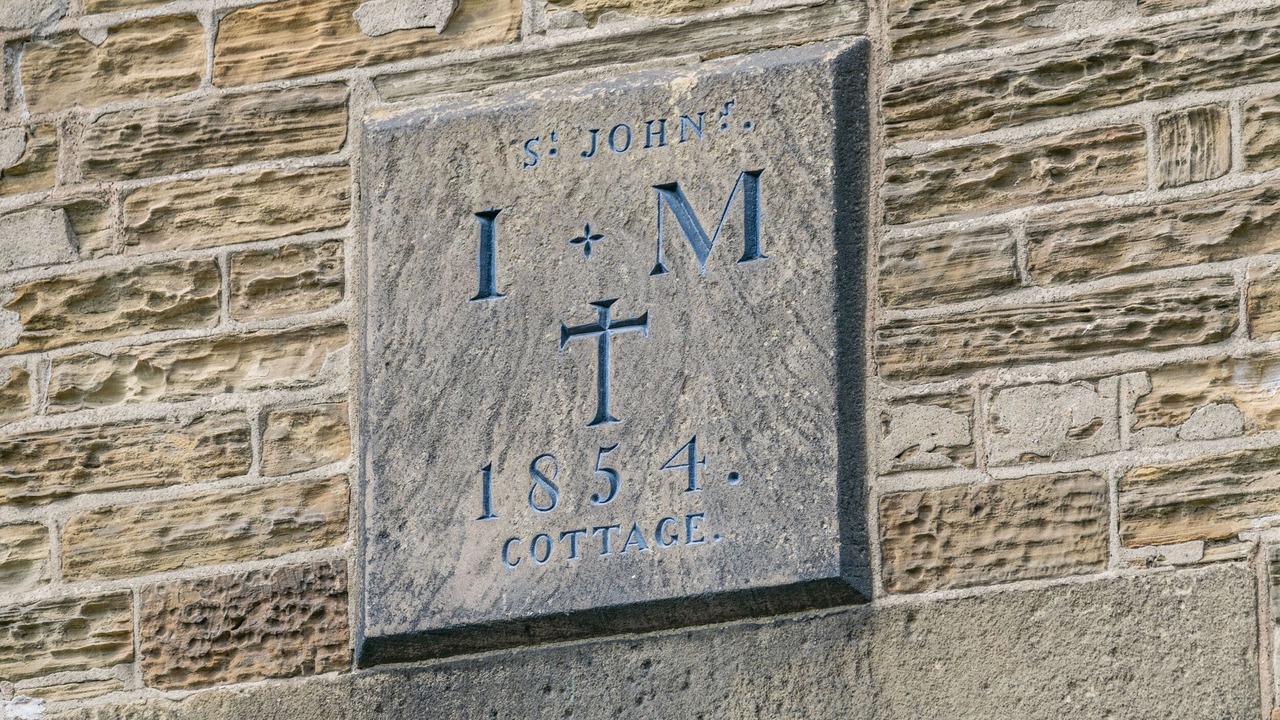 St JOHNs.
I + M
1854.
COTTAGE.